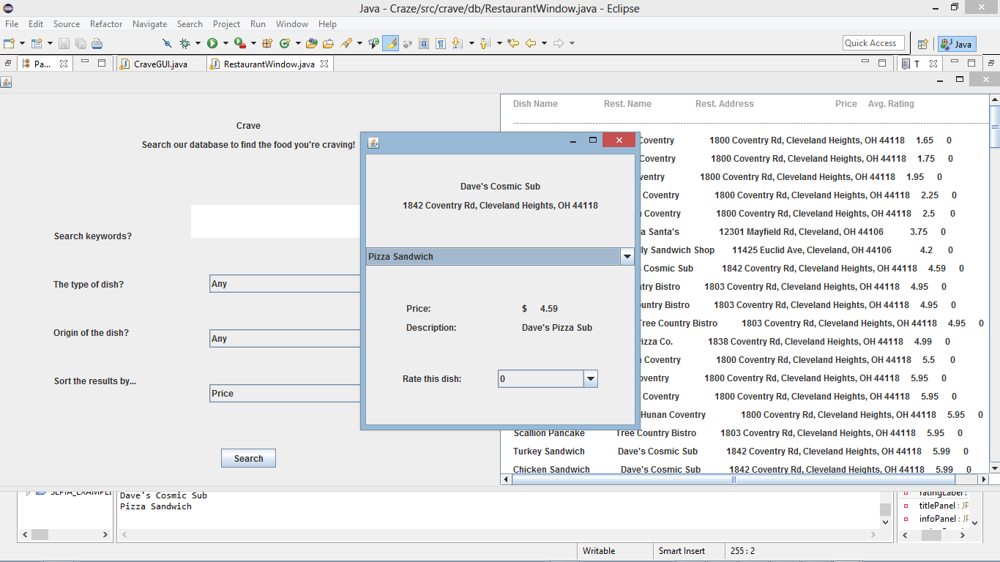 Java - Craze/src/crave/db/RestaurantWindow.java - Eclipse
File Edit Source Refactor Navigate Search Project Run Window Help
Quick Access
Java
Pa...
CraveGUI.java
RestaurantWindow.java
T
Crave
Search our database to find the food you're craving!
Search keywords?
The type of dish?
Any
Origin of the dish?
Any
Sort the results by...
Price
Search
Dave's Cosmic Sub
1842 Coventry Rd, Cleveland Heights, OH 44118
Pizza Sandwich
Price: $ 4.59
Description: Dave's Pizza Sub
Rate this dish: 0
Dish Name Rest. Name Rest. Address Price Avg. Rating
Coventry 1800 Coventry Rd, Cleveland Heights, OH 44118 1.65 0
Coventry 1800 Coventry Rd, Cleveland Heights, OH 44118 1.75 0
1800 Coventry Rd, Cleveland Heights, OH 44118 1.95 0
Coventry 1800 Coventry Rd, Cleveland Heights, OH 44118 2.25 0
Coventry 1800 Coventry Rd, Cleveland Heights, OH 44118 2.5 0
Santa's 12301 Mayfield Rd, Cleveland, OH 44106 3.75 0
Sandwich Shop 11425 Euclid Ave, Cleveland, OH 44106 4.2 0
Cosmic Sub 1842 Coventry Rd, Cleveland Heights, OH 44118 4.59 0
Bistro 1803 Coventry Rd, Cleveland Heights, OH 44118 4.95 0
Bistro 1803 Coventry Rd, Cleveland Heights, OH 44118 4.95 0
Tree Country Bistro 1803 Coventry Rd, Cleveland Heights, OH 44118 4.95 0
Co. 1838 Coventry Rd, Cleveland Heights, OH 44118 4.99 0
Coventry 1800 Coventry Rd, Cleveland Heights, OH 44118 5.5 0
1800 Coventry Rd, Cleveland Heights, OH 44118 5.95 0
Coventry 1800 Coventry Rd, Cleveland Heights, OH 44118 5.95 0
Hunan Coventry 1800 Coventry Rd, Cleveland Heights, OH 44118 5.95 0
Scallion Pancake Tree Country Bistro 1803 Coventry Rd, Cleveland Heights, OH 44118 5.95 0
Turkey Sandwich Dave's Cosmic Sub 1842 Coventry Rd, Cleveland Heights, OH 44118 5.99 0
Chicken Sandwich Dave's Cosmic Sub 1842 Coventry Rd, Cleveland Heights, OH 44118 5.99 0
SEPIA_EXAMPL
Dave's Cosmic Sub
Pizza Sandwich
ratingLabel :
titlePanel : JP
infoPanel : JP
Writable Smart Insert 255 : 2